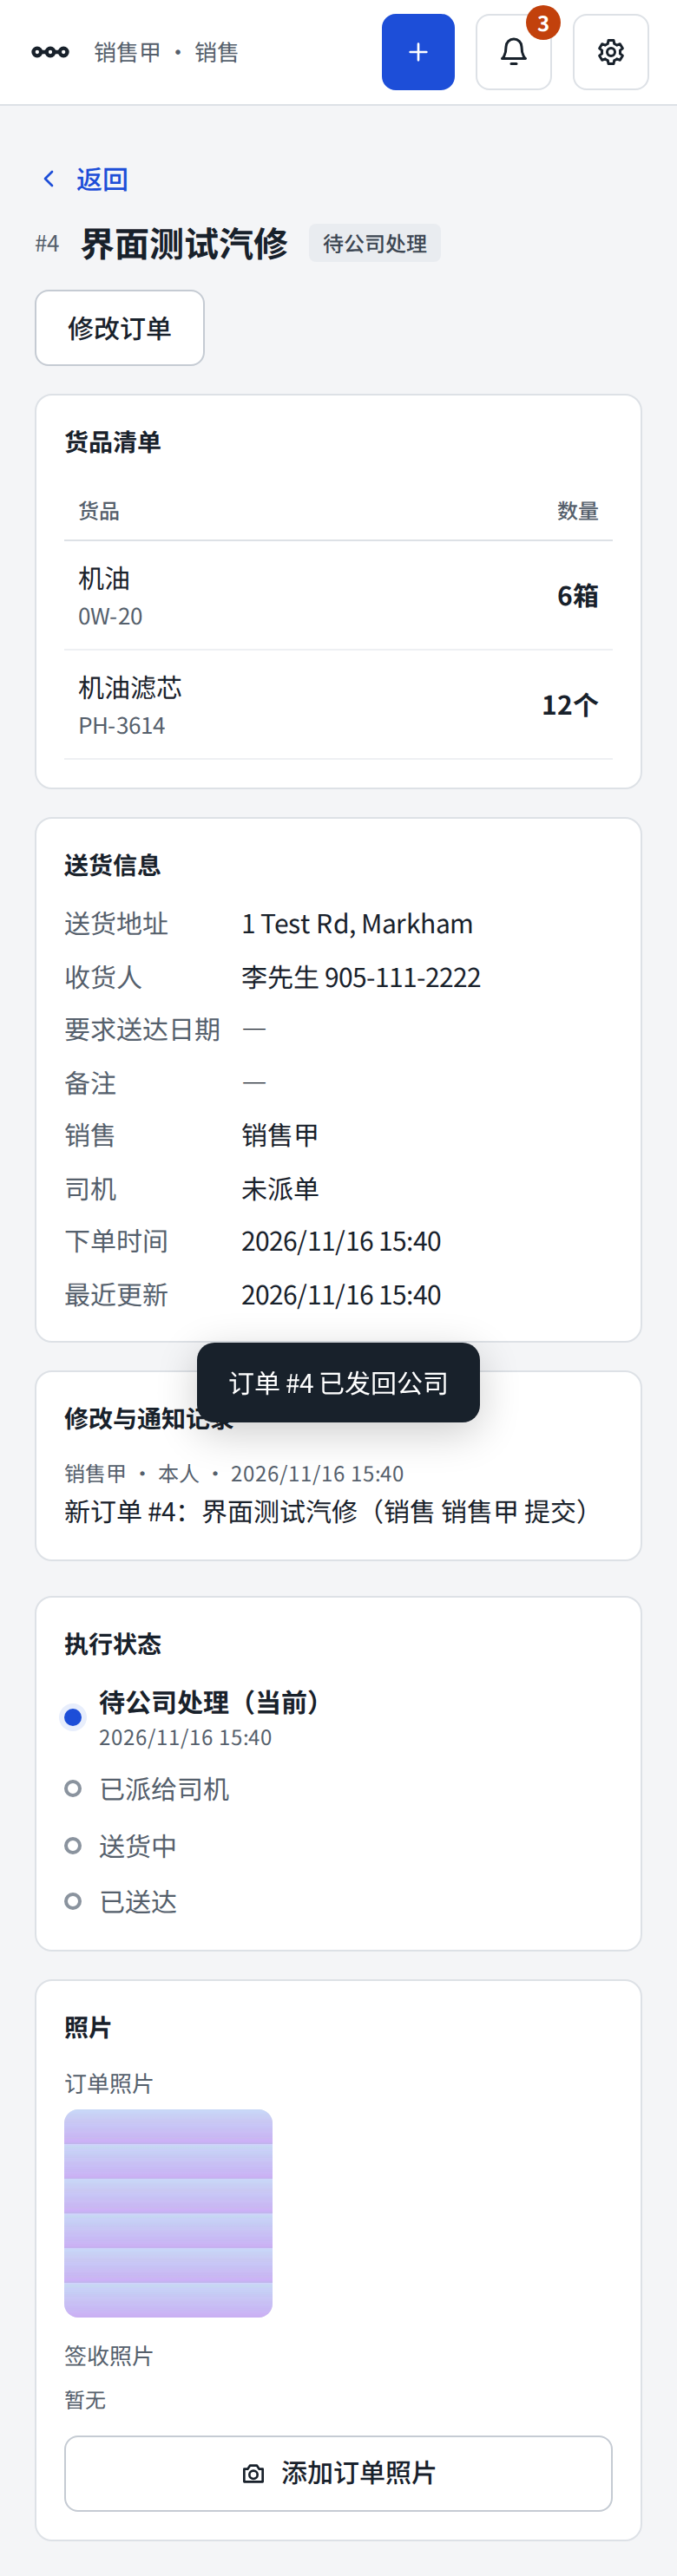 销售甲 · 销售
3
返回
#4 界面测试汽修 待公司处理
修改订单
货品清单
货品 数量
机油
0W-20
6箱
机油滤芯
PH-3614
12个
送货信息
送货地址 1 Test Rd, Markham
收货人 李先生 905-111-2222
要求送达日期 —
备注 —
销售 销售甲
司机 未派单
下单时间 2026/11/16 15:40
最近更新 2026/11/16 15:40
订单 #4 已发回公司
修改与通知记录
销售甲 · 本人 · 2026/11/16 15:40
新订单 #4：界面测试汽修（销售 销售甲 提交）
执行状态
待公司处理（当前）
2026/11/16 15:40
已派给司机
送货中
已送达
照片
订单照片
签收照片
暂无
添加订单照片